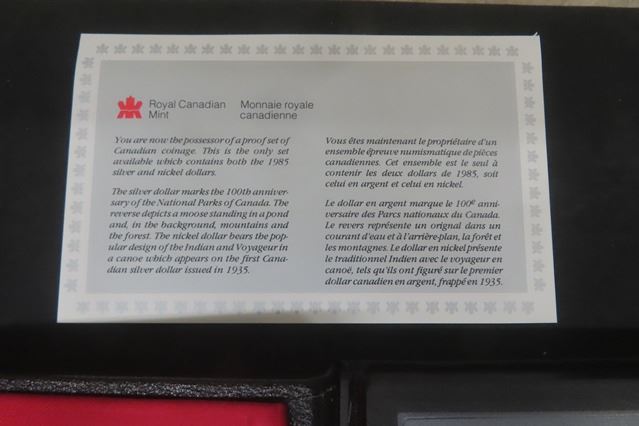 Royal Canadian
Mint
Monnaie royale
canadienne
You are now the possessor of a proof set of
Canadian coinage. This is the only set
available which contains both the 1985
silver and nickel dollars.
The silver dollar marks the 100th anniver-
sary of the National Parks of Canada. The
reverse depicts a moose standing in a pond
and, in the background, mountains and
the forest. The nickel dollar bears the pop-
ular design of the Indian and Voyageur in
a canoe which appears on the first Cana-
dian silver dollar issued in 1935.
Vous êtes maintenant le propriétaire d'un
ensemble épreuve numismatique de pièces
canadiennes. Cet ensemble est le seul à
contenir les deux dollars de 1985, soit
celui en argent et celui en nickel.
Le dollar en argent marque le 100e anni-
versaire des Parcs nationaux du Canada.
Le revers représente un orignal dans un
courant d'eau et à l'arrière-plan, la forêt et
les montagnes. Le dollar en nickel présente
le traditionnel Indien avec le voyageur en
canoë, tels qu'ils ont figuré sur le premier
dollar canadien en argent, frappé en 1935.